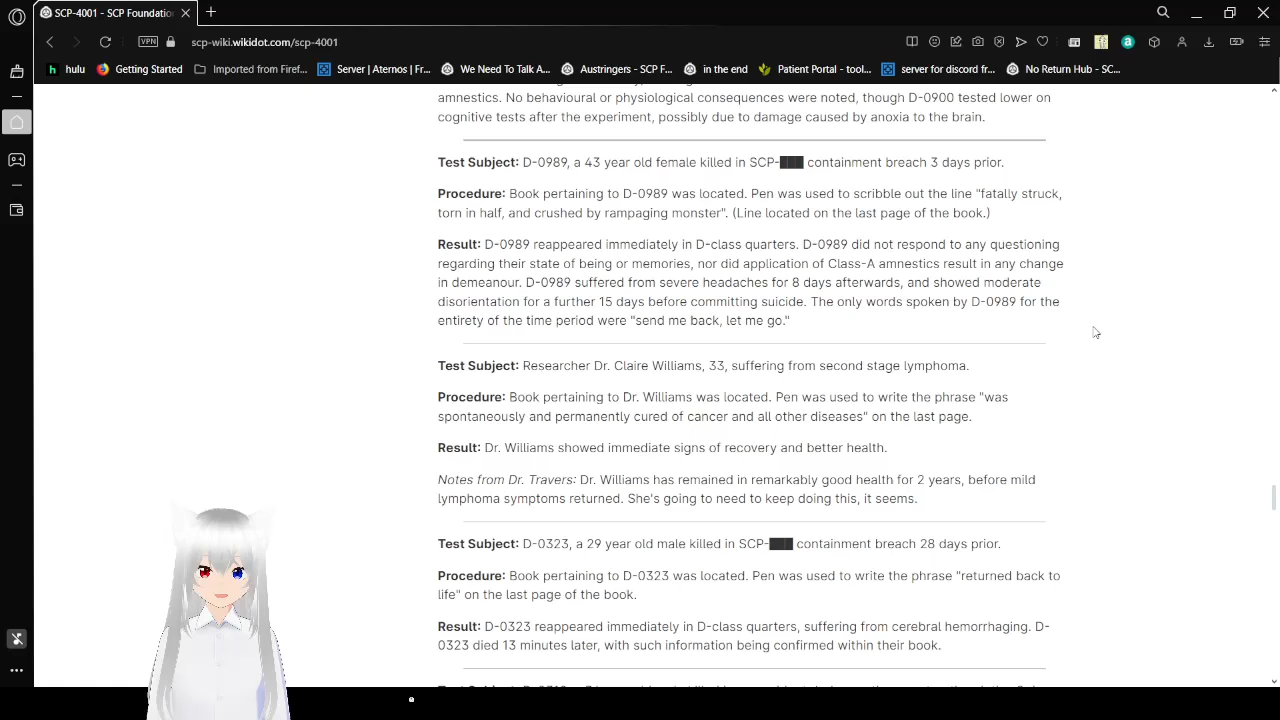 SCP-4001 - SCP Foundatio
VPN
scp-wiki.wikidot.com/scp-4001
hulu
Getting Started
Imported from Firef...
Server | Aternos | Fr...
We Need To Talk A...
Austringers - SCP F...
in the end
Patient Portal - tool...
server for discord fr...
No Return Hub - SC...
amnestics. No behavioural or physiological consequences were noted, though D-0900 tested lower on
cognitive tests after the experiment, possibly due to damage caused by anoxia to the brain.
Test Subject: D-0989, a 43 year old female killed in SCP-███ containment breach 3 days prior.
Procedure: Book pertaining to D-0989 was located. Pen was used to scribble out the line "fatally struck,
torn in half, and crushed by rampaging monster". (Line located on the last page of the book.)
Result: D-0989 reappeared immediately in D-class quarters. D-0989 did not respond to any questioning
regarding their state of being or memories, nor did application of Class-A amnestics result in any change
in demeanour. D-0989 suffered from severe headaches for 8 days afterwards, and showed moderate
disorientation for a further 15 days before committing suicide. The only words spoken by D-0989 for the
entirety of the time period were "send me back, let me go."
Test Subject: Researcher Dr. Claire Williams, 33, suffering from second stage lymphoma.
Procedure: Book pertaining to Dr. Williams was located. Pen was used to write the phrase "was
spontaneously and permanently cured of cancer and all other diseases" on the last page.
Result: Dr. Williams showed immediate signs of recovery and better health.
Notes from Dr. Travers: Dr. Williams has remained in remarkably good health for 2 years, before mild
lymphoma symptoms returned. She's going to need to keep doing this, it seems.
Test Subject: D-0323, a 29 year old male killed in SCP-███ containment breach 28 days prior.
Procedure: Book pertaining to D-0323 was located. Pen was used to write the phrase "returned back to
life" on the last page of the book.
Result: D-0323 reappeared immediately in D-class quarters, suffering from cerebral hemorrhaging. D-
0323 died 13 minutes later, with such information being confirmed within their book.